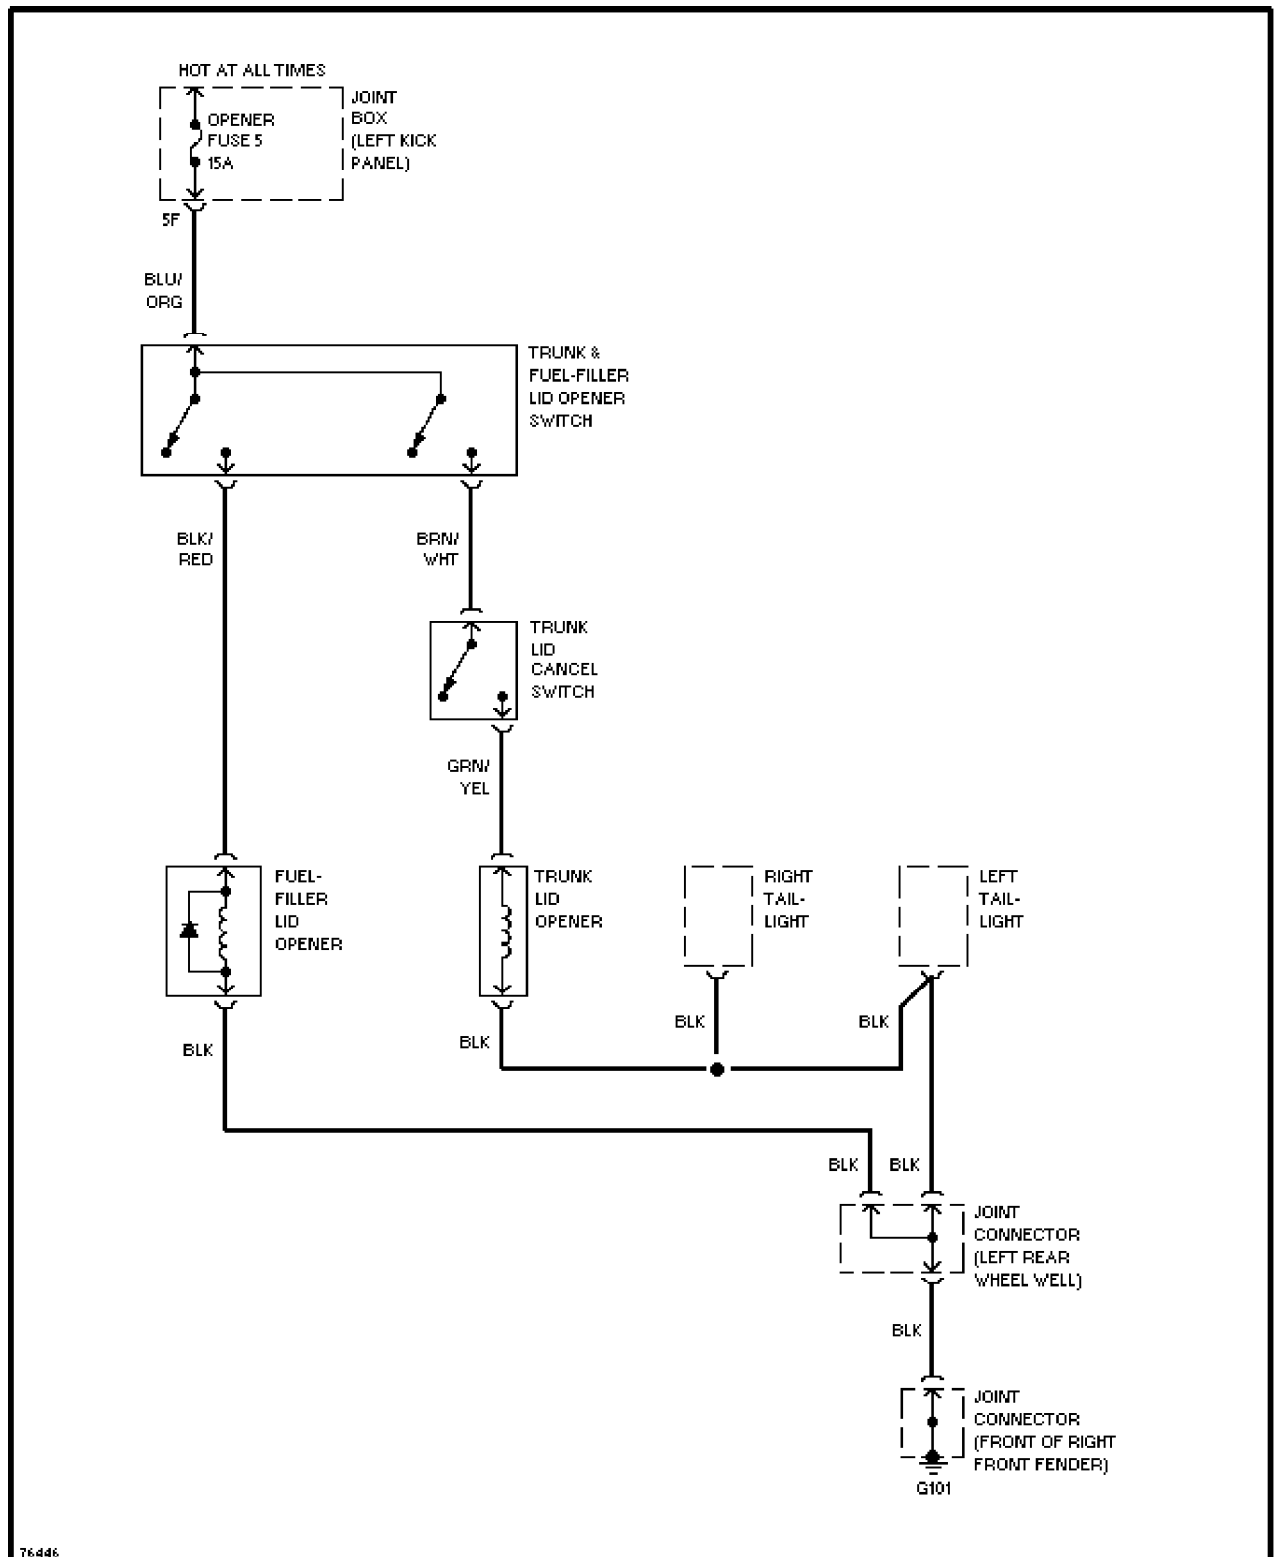 HOT AT ALL TIMES
JOINT
BOX
(LEFT KICK
PANEL)
OPENER
FUSE 5
15A
5F
BLU/
ORG
TRUNK &
FUEL-FILLER
LID OPENER
SWITCH
BLK/
RED
BRN/
WHT
TRUNK
LID
CANCEL
SWITCH
GRN/
YEL
FUEL-
FILLER
LID
OPENER
TRUNK
LID
OPENER
RIGHT
TAIL-
LIGHT
LEFT
TAIL-
LIGHT
BLK
BLK
BLK
BLK
BLK
BLK
JOINT
CONNECTOR
(LEFT REAR
WHEEL WELL)
BLK
JOINT
CONNECTOR
(FRONT OF RIGHT
FRONT FENDER)
G101
76446